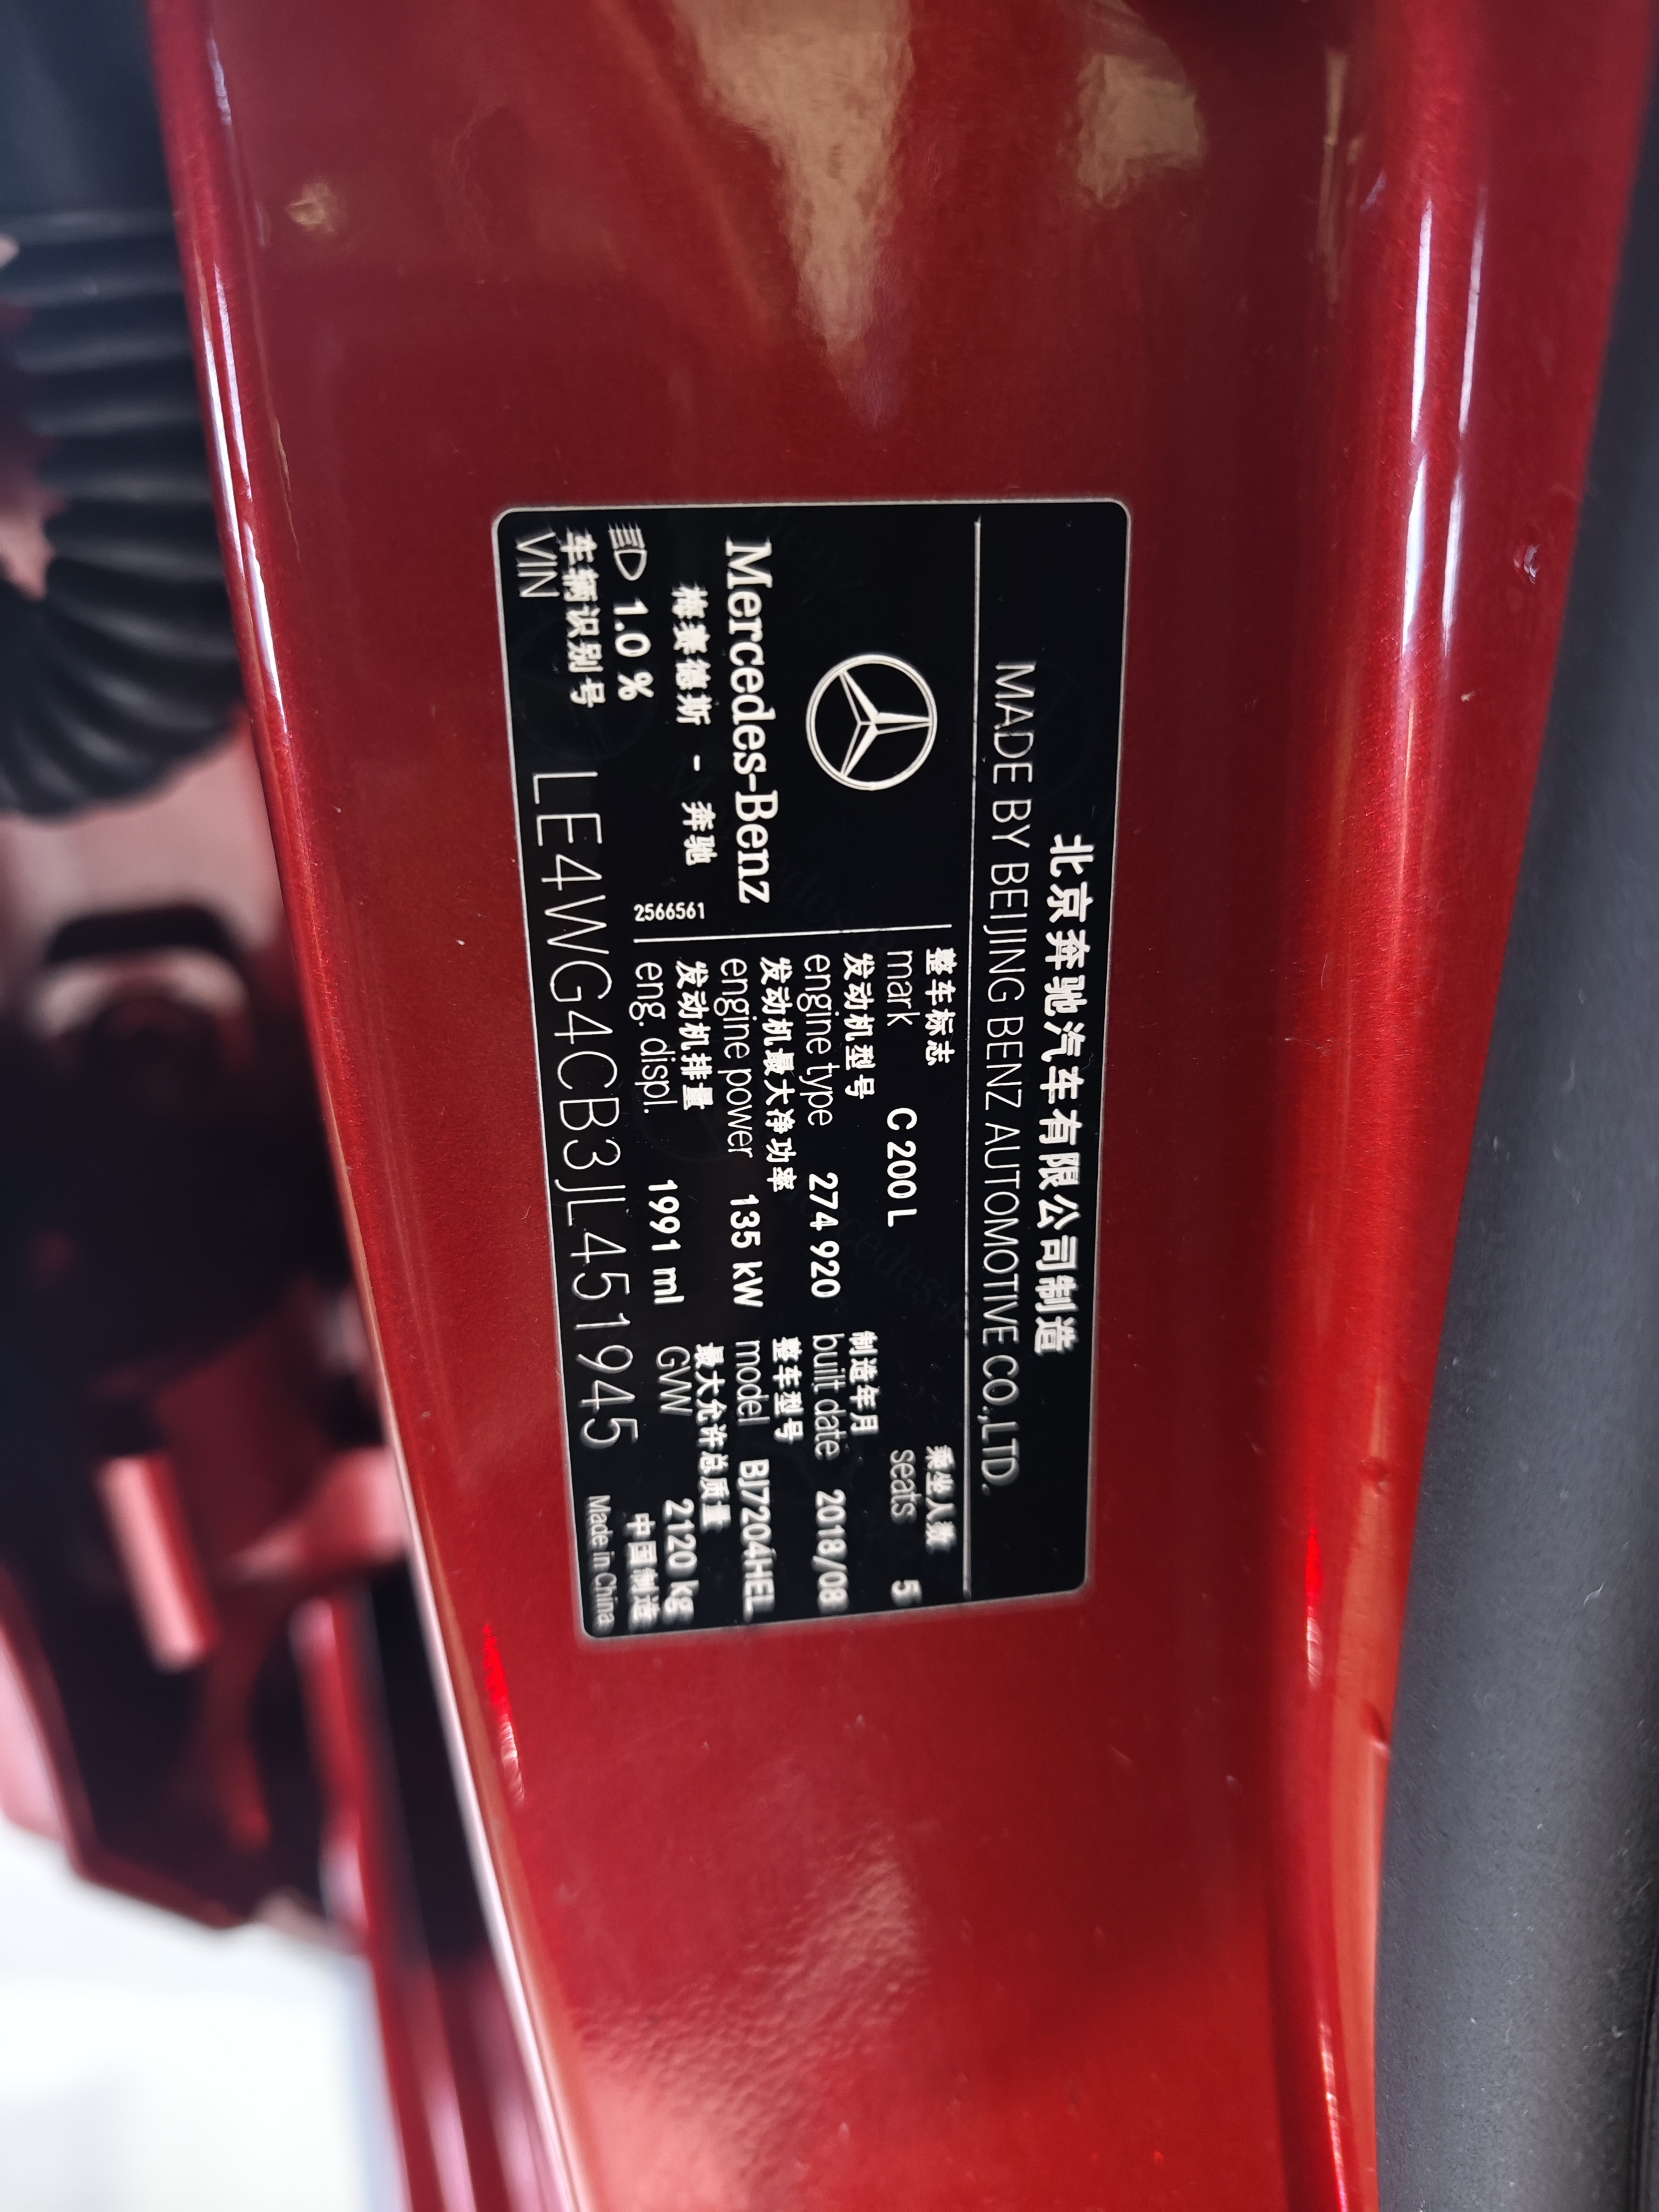 北京奔驰汽车有限公司制造
MADE BY BEIJING BENZ AUTOMOTIVE CO.,LTD.
Mercedes-Benz
梅赛德斯 - 奔驰
1.0 %
2566561
整车标志
mark C 200 L
乘坐人数
seats 5
发动机型号
engine type 274 920
制造年月
built date 2018/08
发动机最大净功率
engine power 135 kW
整车型号
model BJ7204HEL
发动机排量
eng. displ. 1991 ml
最大允许总质量
GVW 2120 kg
车辆识别号
VIN LE4WG4CB3JL451945
中国制造
Made in China